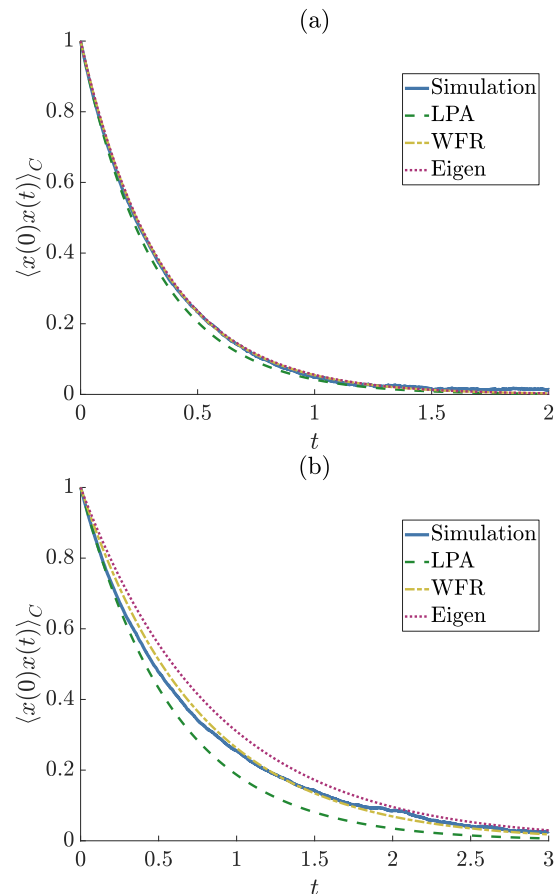 (a)
1
0.8
0.6
0.4
0.2
0
⟨x(0)x(t)⟩_C
Simulation
LPA
WFR
Eigen
0 0.5 1 1.5 2
t
(b)
1
0.8
0.6
0.4
0.2
0
⟨x(0)x(t)⟩_C
Simulation
LPA
WFR
Eigen
0 0.5 1 1.5 2 2.5 3
t